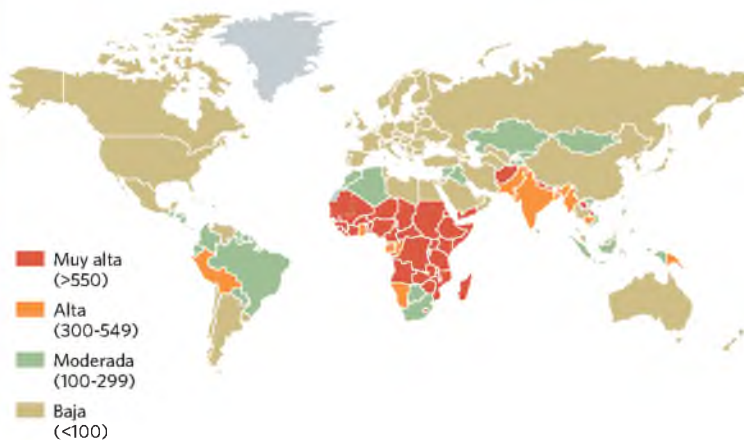 Muy alta
(>550)
Alta
(300-549)
Moderada
(100-299)
Baja
(<100)